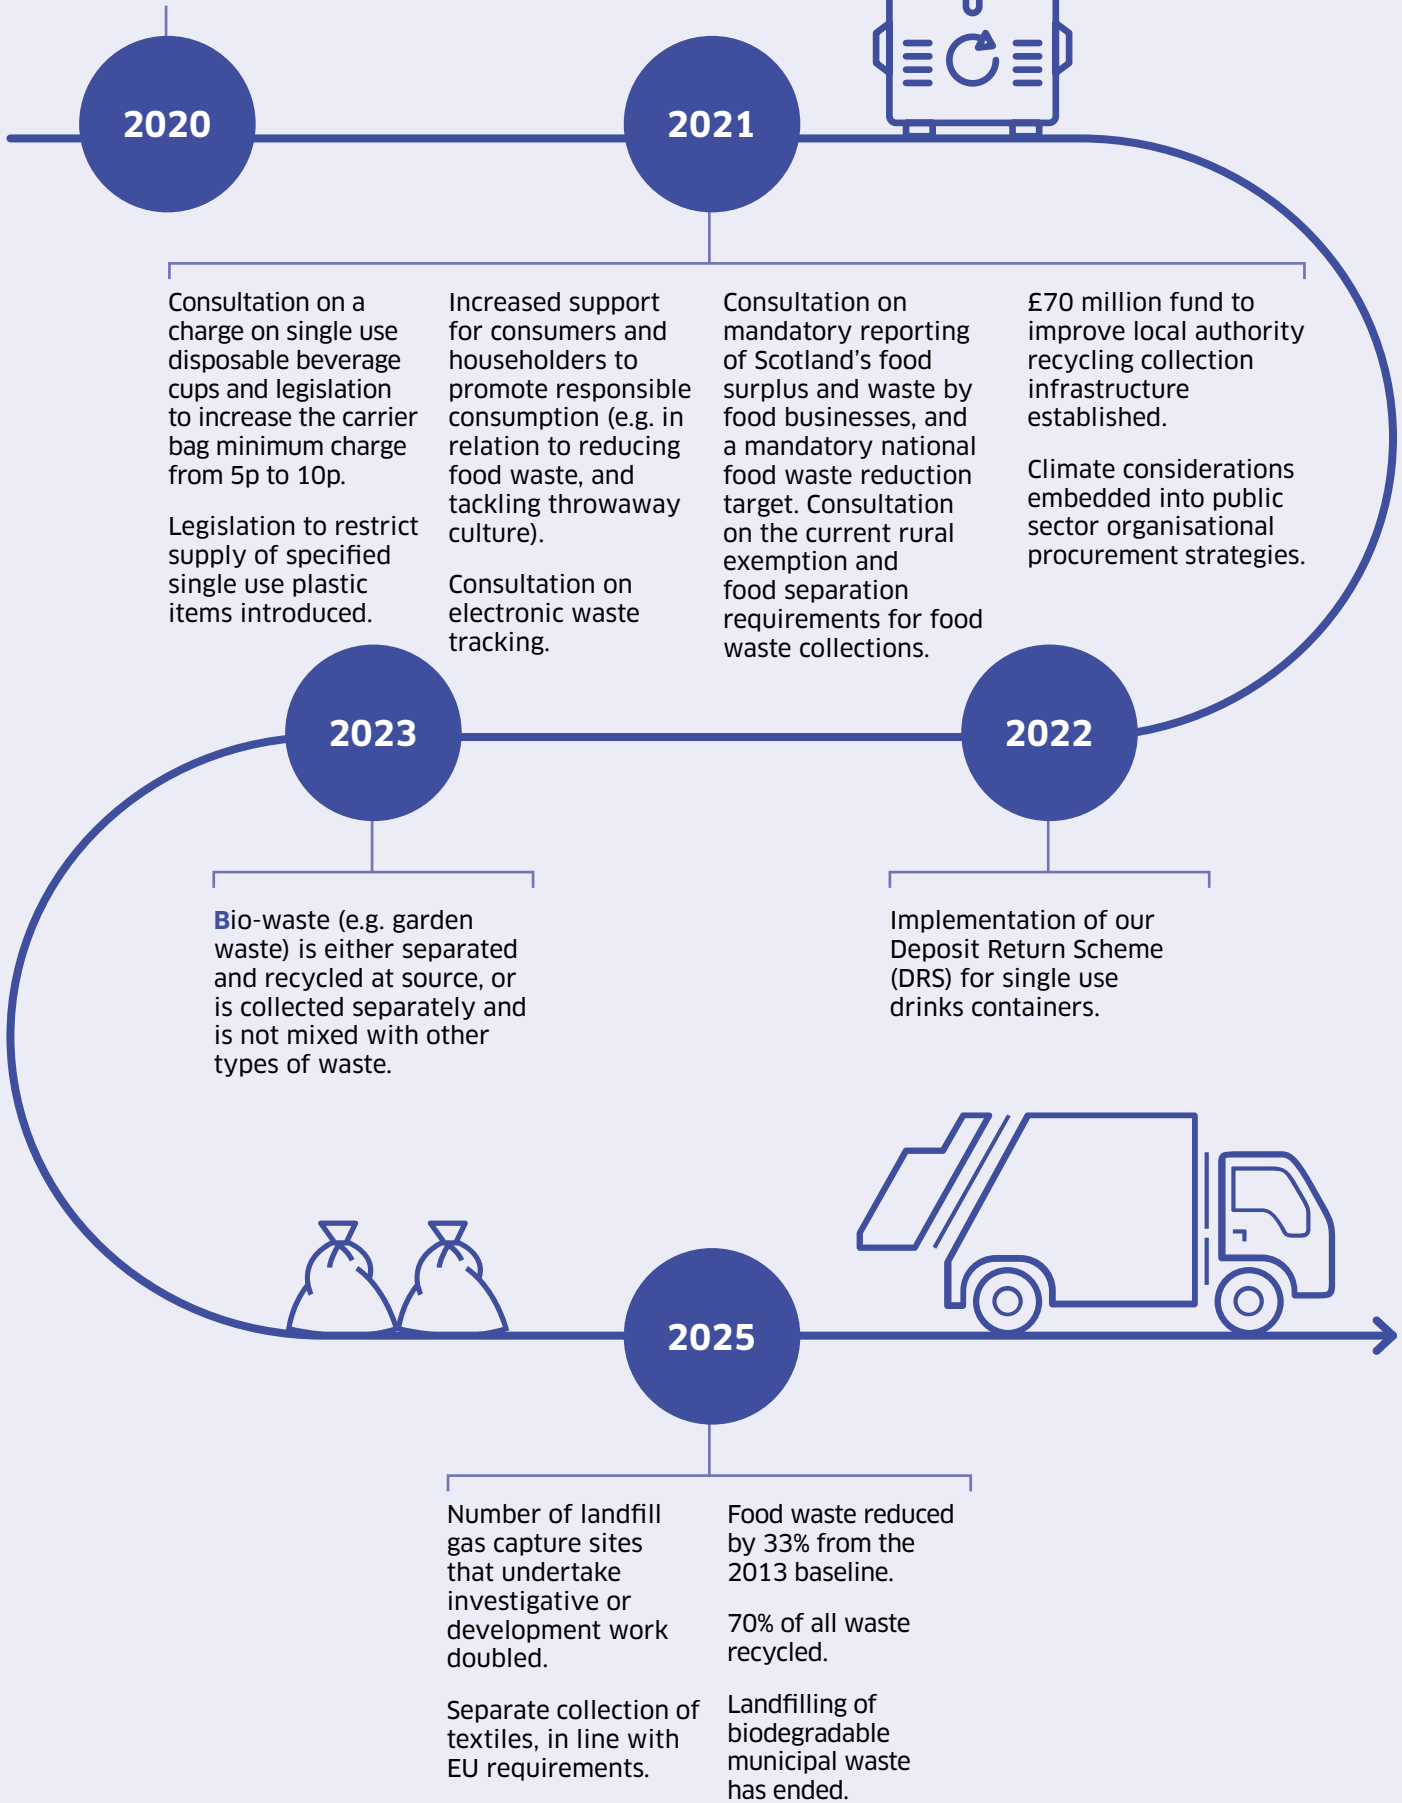 2020
2021
Consultation on a
charge on single use
disposable beverage
cups and legislation
to increase the carrier
bag minimum charge
from 5p to 10p.
Legislation to restrict
supply of specified
single use plastic
items introduced.
Increased support
for consumers and
householders to
promote responsible
consumption (e.g. in
relation to reducing
food waste, and
tackling throwaway
culture).
Consultation on
electronic waste
tracking.
Consultation on
mandatory reporting
of Scotland’s food
surplus and waste by
food businesses, and
a mandatory national
food waste reduction
target. Consultation
on the current rural
exemption and
food separation
requirements for food
waste collections.
£70 million fund to
improve local authority
recycling collection
infrastructure
established.
Climate considerations
embedded into public
sector organisational
procurement strategies.
2022
Implementation of our
Deposit Return Scheme
(DRS) for single use
drinks containers.
2023
Bio-waste (e.g. garden
waste) is either separated
and recycled at source, or
is collected separately and
is not mixed with other
types of waste.
2025
Number of landfill
gas capture sites
that undertake
investigative or
development work
doubled.
Separate collection of
textiles, in line with
EU requirements.
Food waste reduced
by 33% from the
2013 baseline.
70% of all waste
recycled.
Landfilling of
biodegradable
municipal waste
has ended.